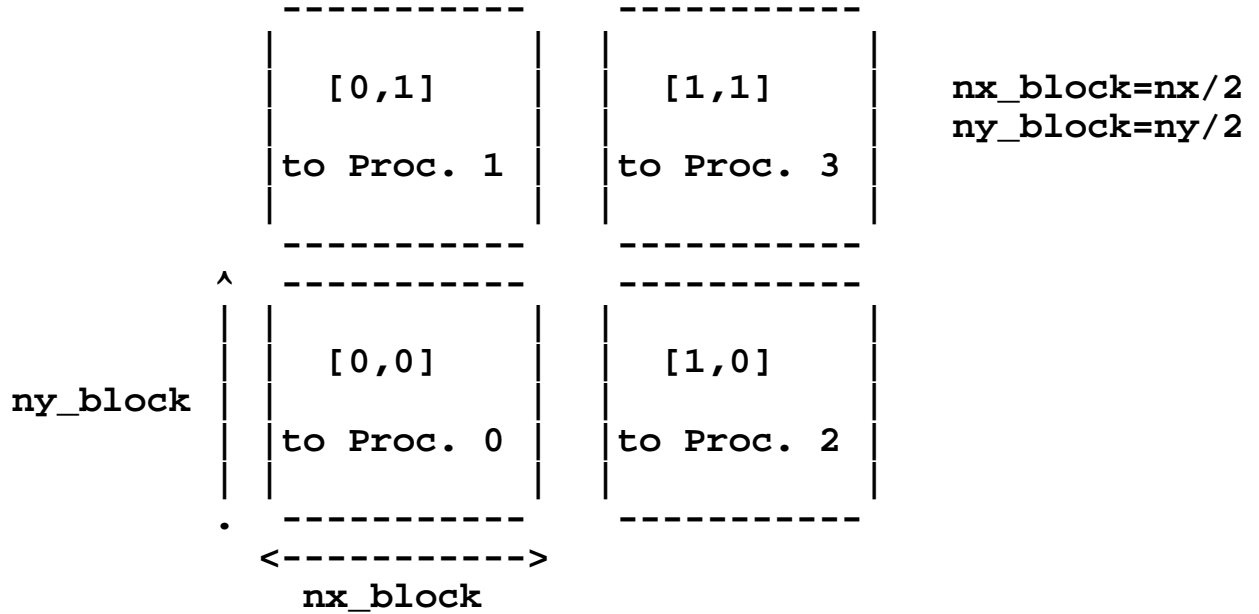 [0,1] [1,1] nx_block=nx/2
ny_block=ny/2
to Proc. 1 to Proc. 3
[0,0] [1,0]
ny_block
to Proc. 0 to Proc. 2
nx_block